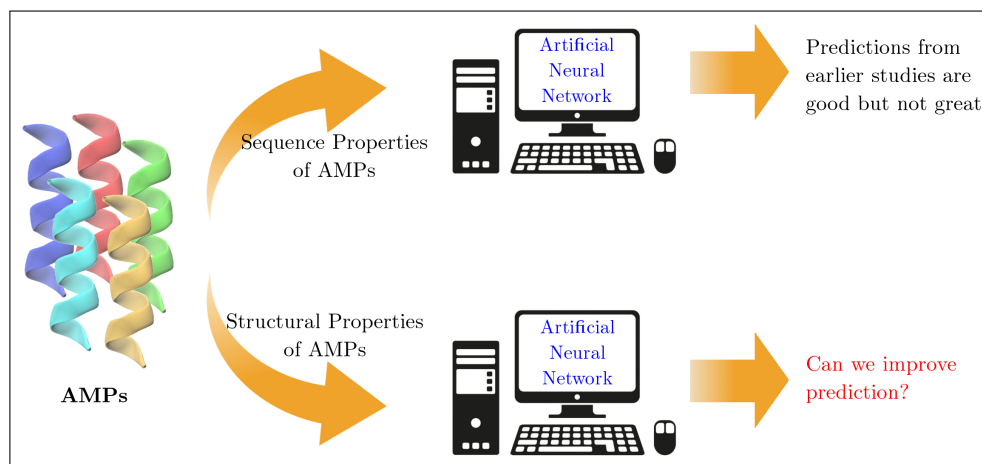 Artificial
Neural
Network
Predictions from
earlier studies are
good but not great
Sequence Properties
of AMPs
AMPs
Structural Properties
of AMPs
Artificial
Neural
Network
Can we improve
prediction?